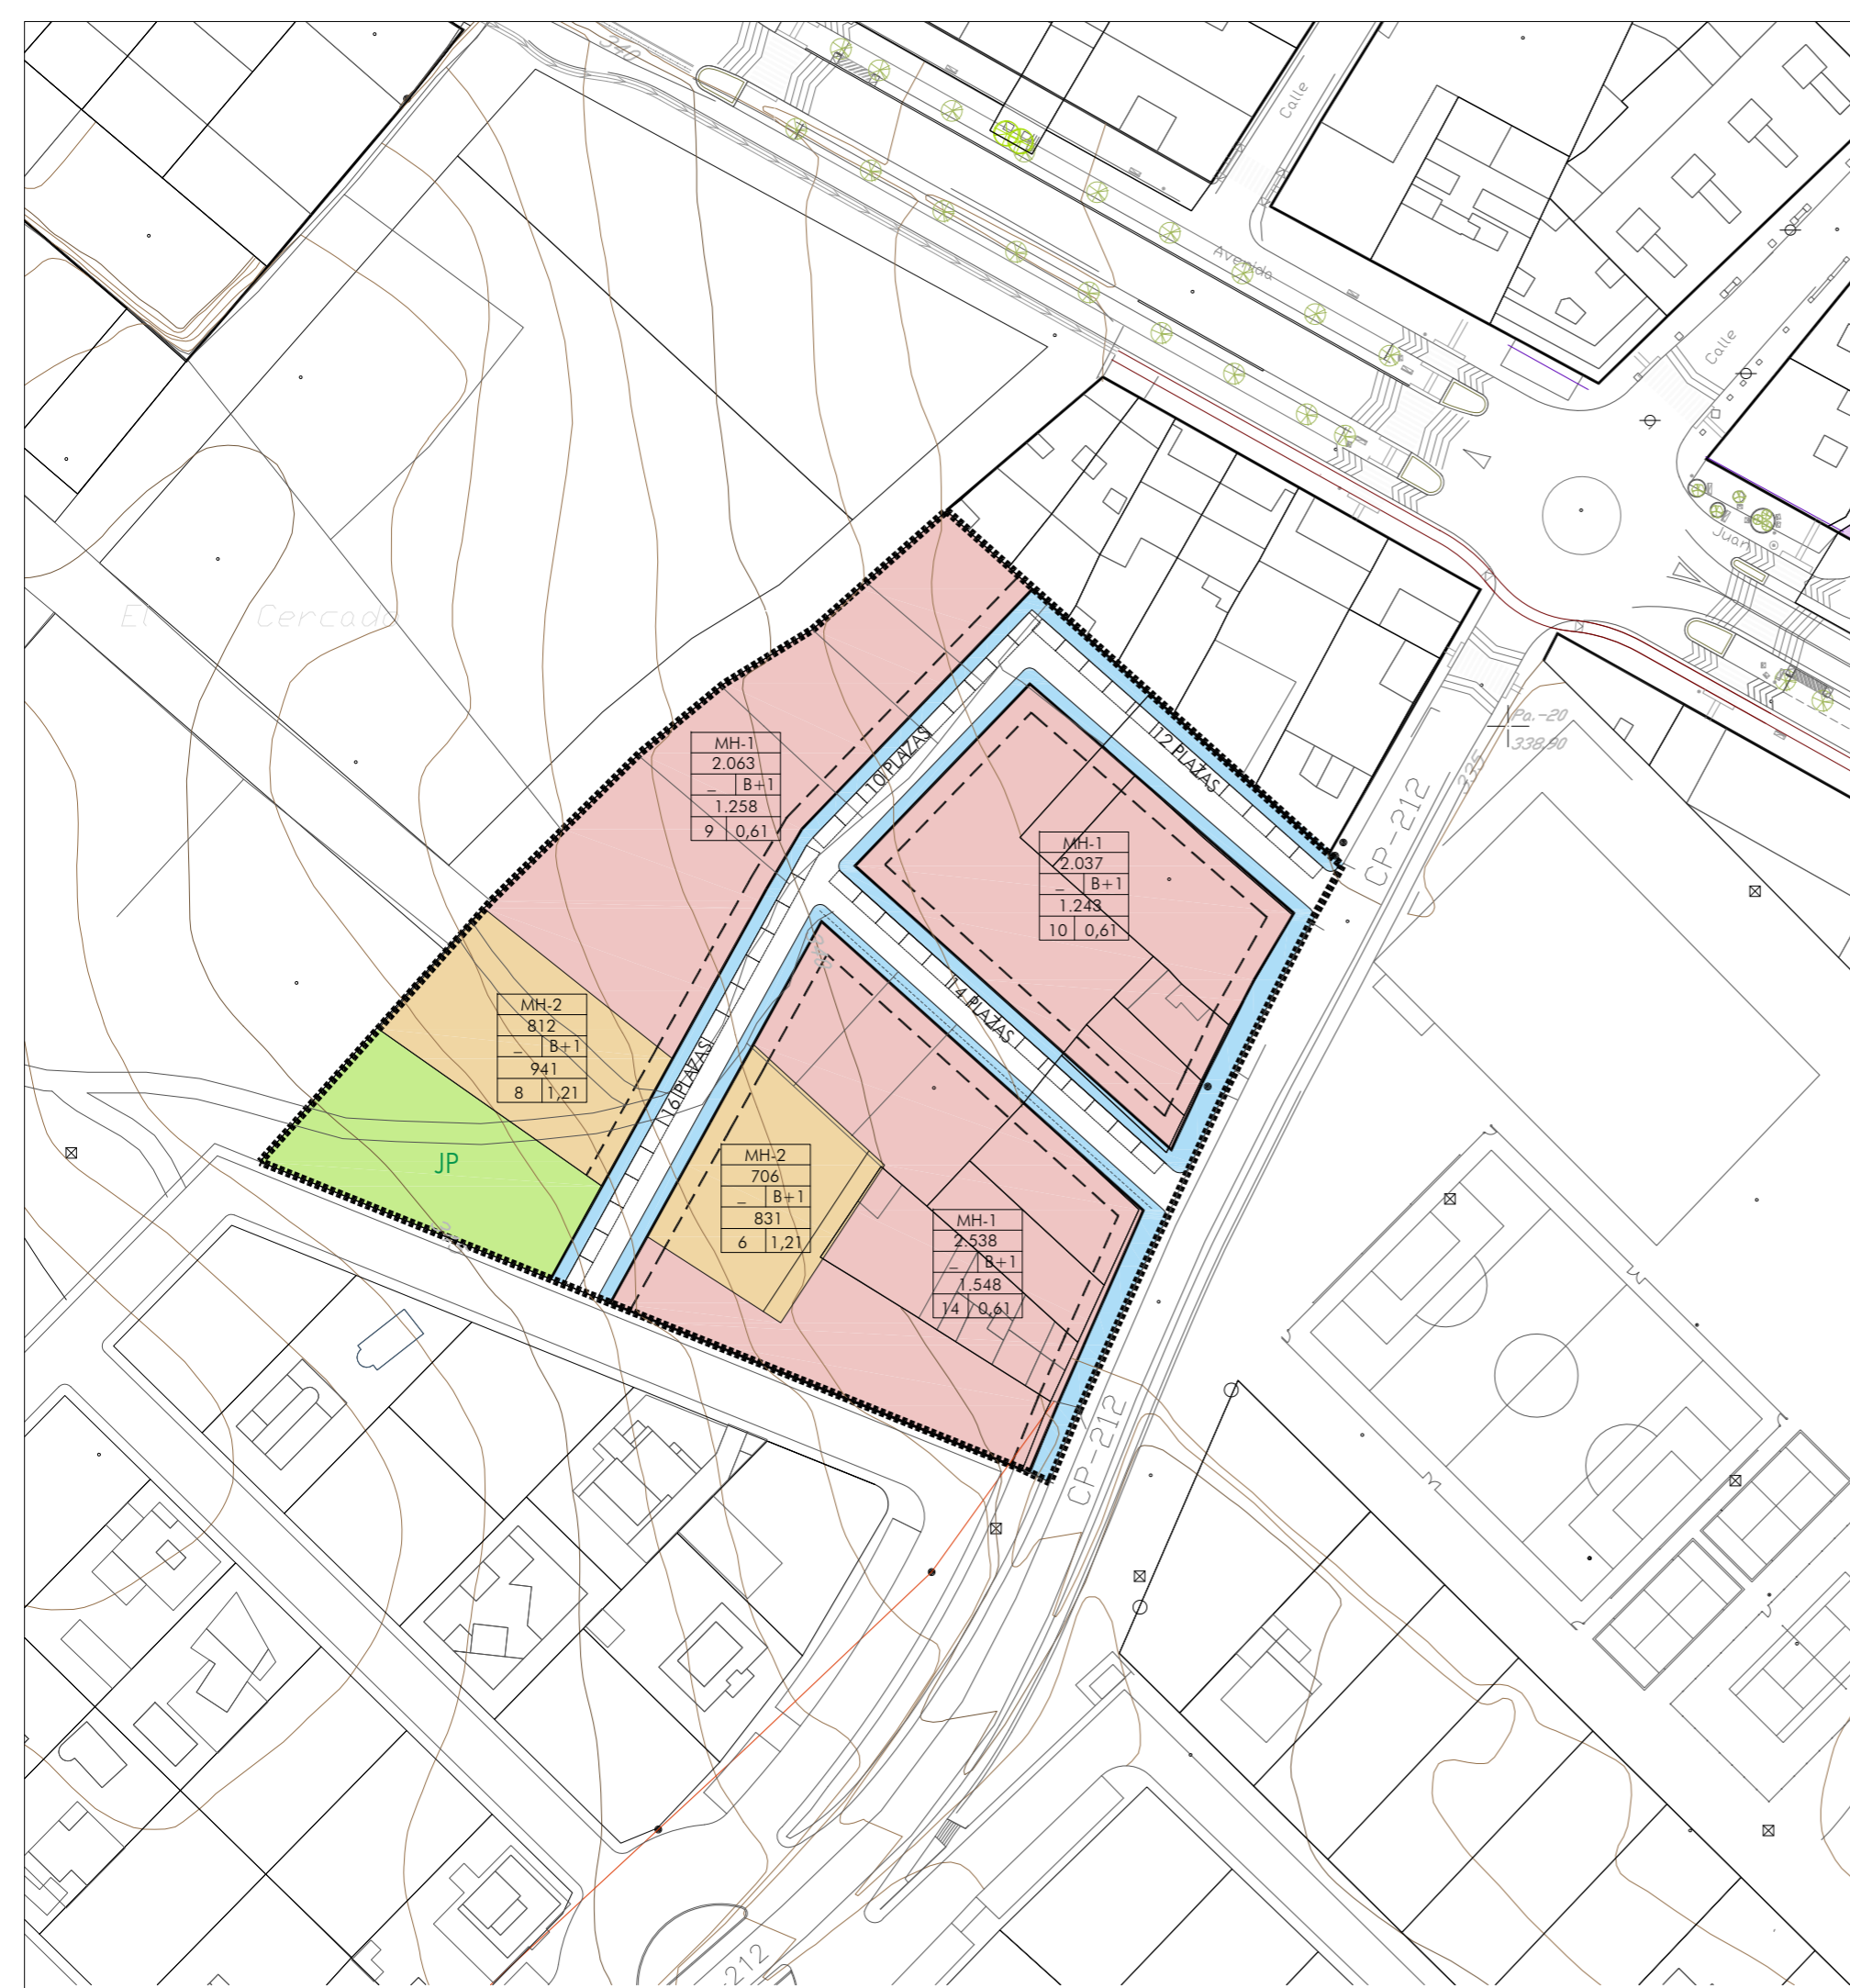 340
Calle
Avenida
Calle
Juan
El Cercado
Pa.-20
338.90
335
CP-212
12 PLAZAS
10 PLAZAS
MH-1
2.063
_ B+1
1.258
9 0,61
MH-1
2.037
_ B+1
1.243
10 0,61
14 PLAZAS
MH-2
812
_ B+1
941
8 1,21
16 PLAZAS
JP
MH-2
706
_ B+1
831
6 1,21
MH-1
2.538
_ B+1
1.548
14 0,61
CP-212
212